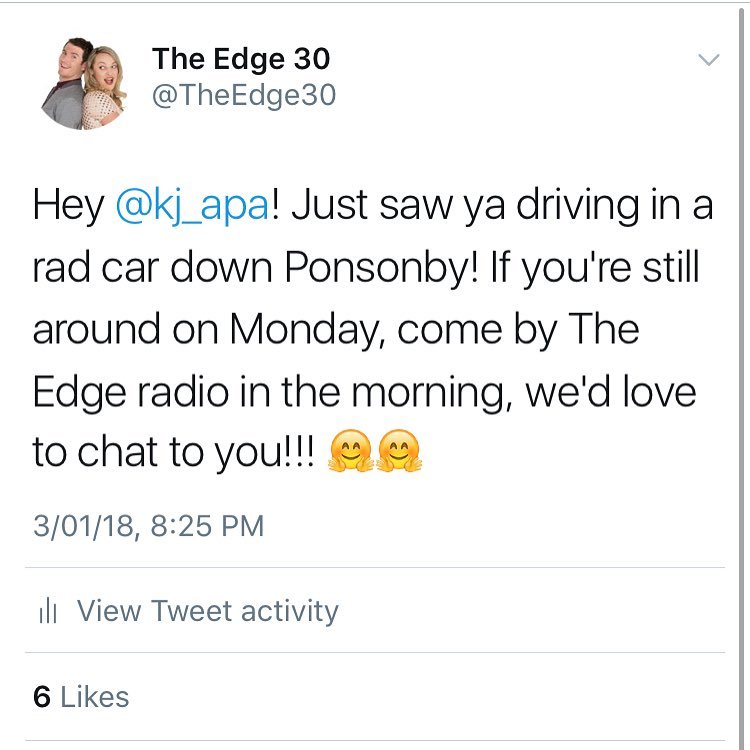 The Edge 30
@TheEdge30
Hey @kj_apa! Just saw ya driving in a
rad car down Ponsonby! If you're still
around on Monday, come by The
Edge radio in the morning, we'd love
to chat to you!!! 🤗🤗
3/01/18, 8:25 PM
View Tweet activity
6 Likes